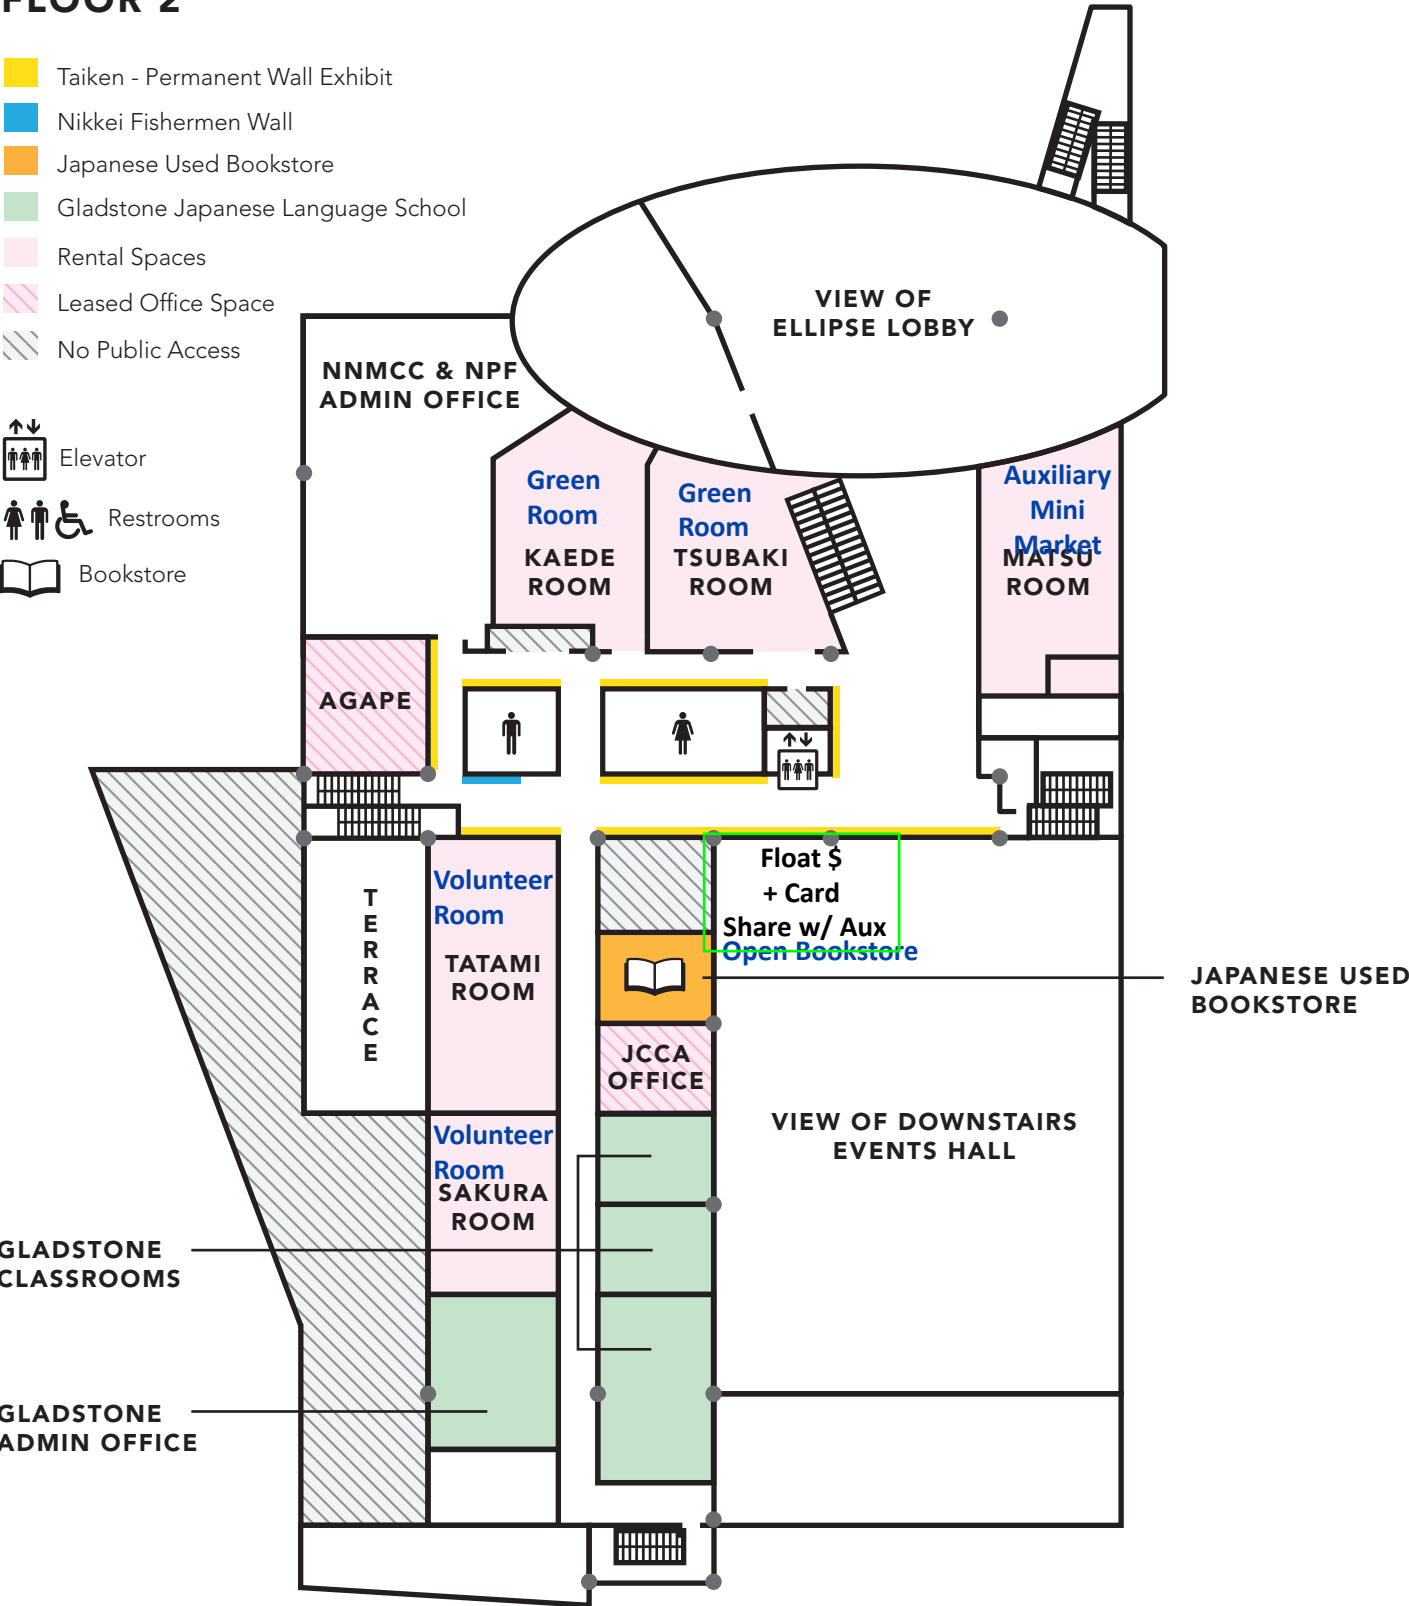 FLOOR 2
Taiken - Permanent Wall Exhibit
Nikkei Fishermen Wall
Japanese Used Bookstore
Gladstone Japanese Language School
Rental Spaces
Leased Office Space
No Public Access
Elevator
Restrooms
Bookstore
VIEW OF
ELLIPSE LOBBY
NNMCC & NPF
ADMIN OFFICE
Green
Room
KAEDE
ROOM
Green
Room
TSUBAKI
ROOM
Auxiliary
Mini
Market
MATSU
ROOM
AGAPE
TERRACE
Volunteer
Room
TATAMI
ROOM
Float $
+ Card
Share w/ Aux
Open Bookstore
JAPANESE USED
BOOKSTORE
JCCA
OFFICE
VIEW OF DOWNSTAIRS
EVENTS HALL
Volunteer
Room
SAKURA
ROOM
GLADSTONE
CLASSROOMS
GLADSTONE
ADMIN OFFICE